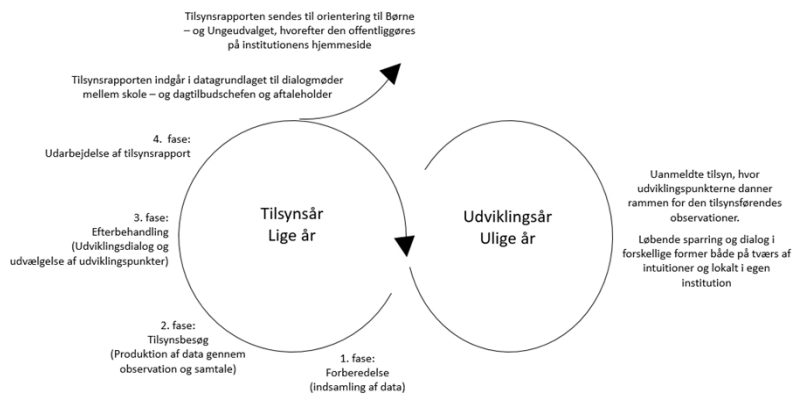 Tilsynsrapporten sendes til orientering til Børne
– og Ungeudvalget, hvorefter den offentliggøres
på institutionens hjemmeside
Tilsynsrapporten indgår i datagrundlaget til dialogmøder
mellem skole – og dagtilbudschefen og aftaleholder
4. fase:
Udarbejdelse af tilsynsrapport
3. fase:
Efterbehandling
(Udviklingsdialog og
udvælgelse af udviklingspunkter)
2. fase:
Tilsynsbesøg
(Produktion af data gennem
observation og samtale)
1. fase:
Forberedelse
(indsamling af data)
Tilsynsår
Lige år
Udviklingsår
Ulige år
Uanmeldte tilsyn, hvor
udviklingspunkterne danner
rammen for den tilsynsførendes
observationer.
Løbende sparring og dialog i
forskellige former både på tværs af
intuitioner og lokalt i egen
institution